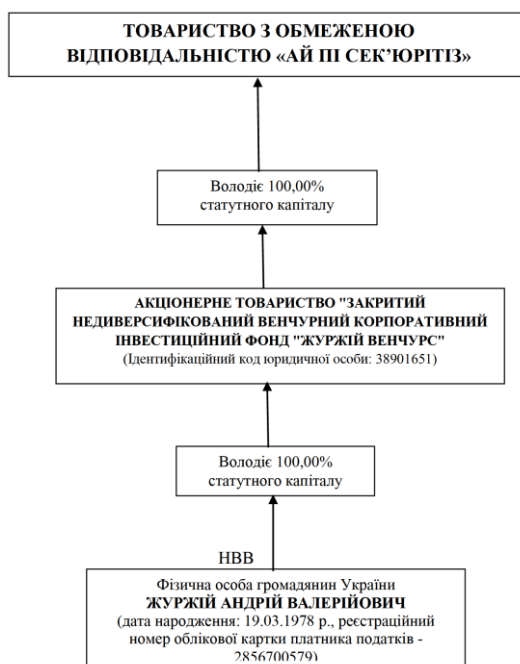 ТОВАРИСТВО З ОБМЕЖЕНОЮ
ВІДПОВІДАЛЬНІСТЮ «АЙ ПІ СЕК’ЮРІТІЗ»
Володіє 100,00%
статутного капіталу
АКЦІОНЕРНЕ ТОВАРИСТВО "ЗАКРИТИЙ
НЕДИВЕРСИФІКОВАНИЙ ВЕНЧУРНИЙ КОРПОРАТИВНИЙ
ІНВЕСТИЦІЙНИЙ ФОНД "ЖУРЖІЙ ВЕНЧУРС"
(Ідентифікаційний код юридичної особи: 38901651)
Володіє 100,00%
статутного капіталу
НВВ
Фізична особа громадянин України
ЖУРЖІЙ АНДРІЙ ВАЛЕРІЙОВИЧ
(дата народження: 19.03.1978 р., реєстраційний
номер облікової картки платника податків -
2856700579)